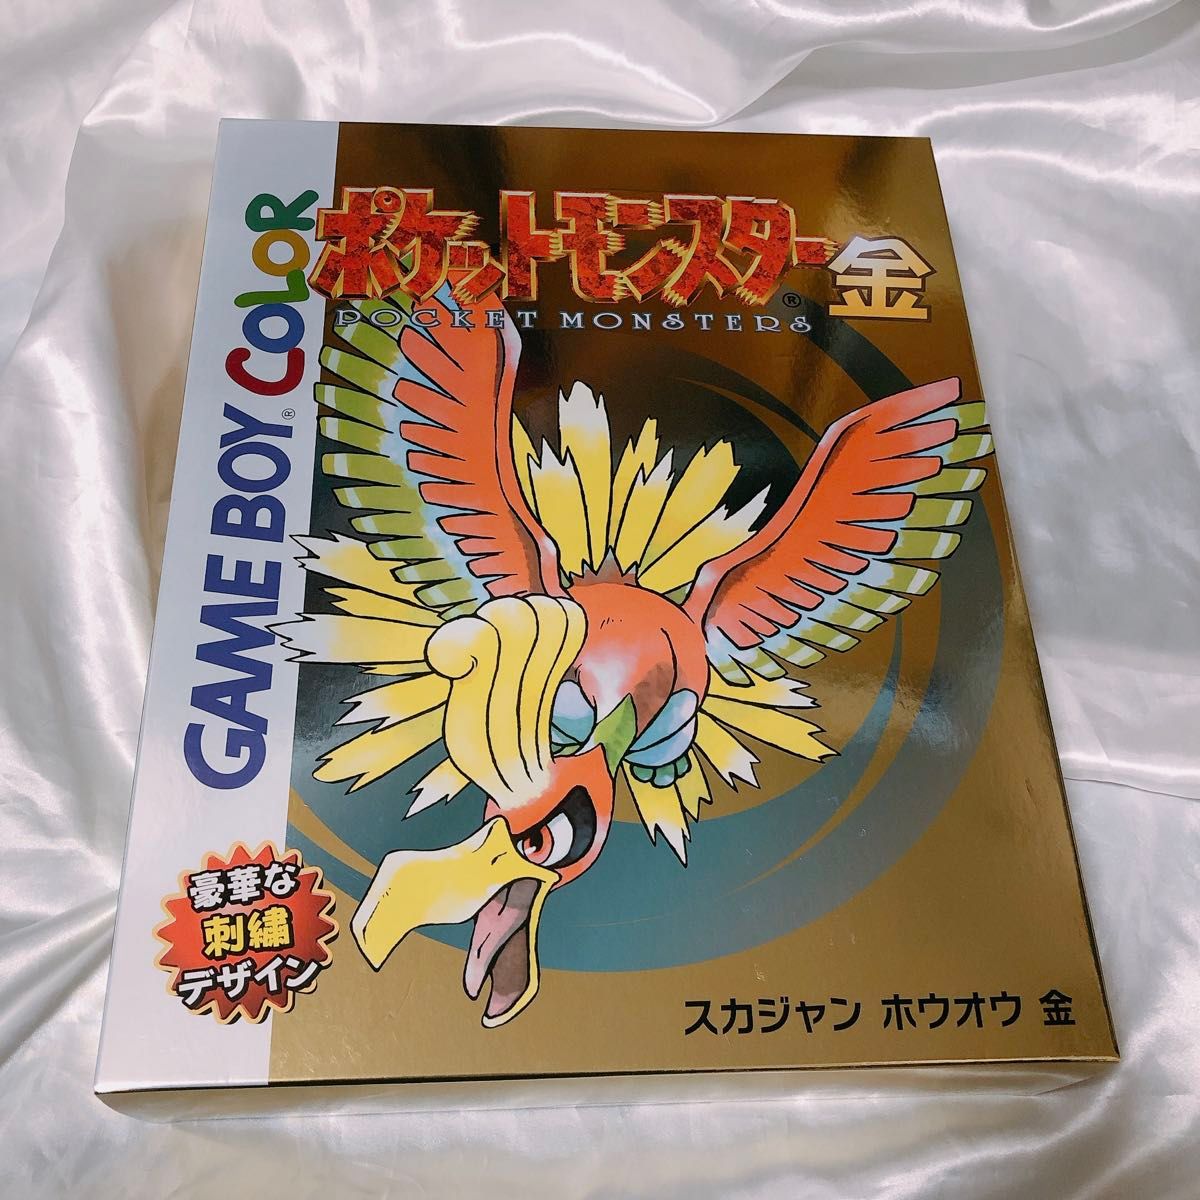 ポケットモンスター金
®
POCKET MONSTERS
GAME BOY® COLOR
豪華な
刺繍
デザイン
スカジャン ホウオウ 金